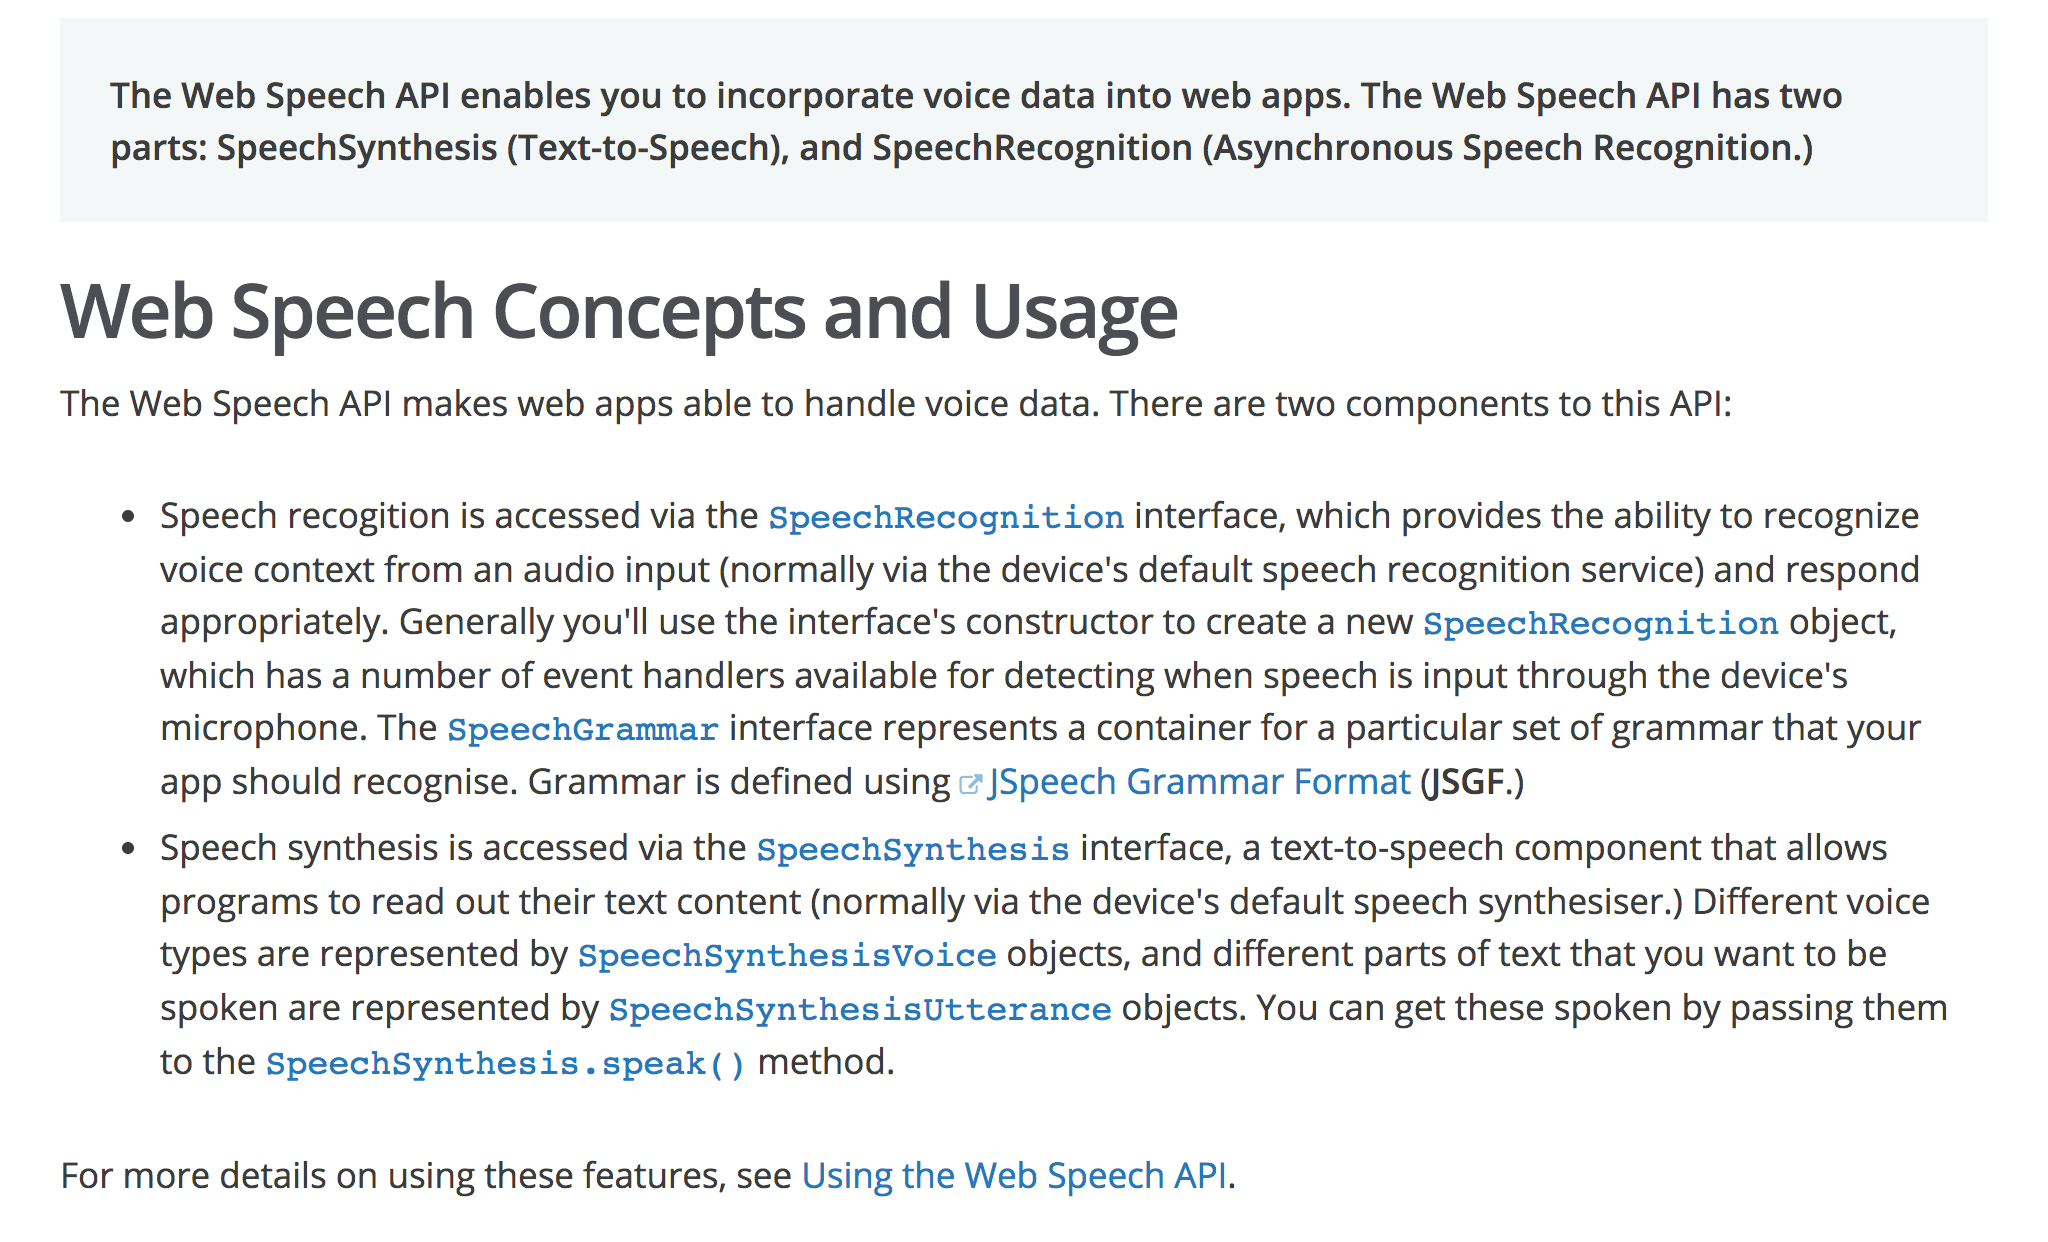 The Web Speech API enables you to incorporate voice data into web apps. The Web Speech API has two
parts: SpeechSynthesis (Text-to-Speech), and SpeechRecognition (Asynchronous Speech Recognition.)
Web Speech Concepts and Usage
The Web Speech API makes web apps able to handle voice data. There are two components to this API:
• Speech recogition is accessed via the SpeechRecognition interface, which provides the ability to recognize
voice context from an audio input (normally via the device's default speech recognition service) and respond
appropriately. Generally you'll use the interface's constructor to create a new SpeechRecognition object,
which has a number of event handlers available for detecting when speech is input through the device's
microphone. The SpeechGrammar interface represents a container for a particular set of grammar that your
app should recognise. Grammar is defined using JSpeech Grammar Format (JSGF.)
• Speech synthesis is accessed via the SpeechSynthesis interface, a text-to-speech component that allows
programs to read out their text content (normally via the device's default speech synthesiser.) Different voice
types are represented by SpeechSynthesisVoice objects, and different parts of text that you want to be
spoken are represented by SpeechSynthesisUtterance objects. You can get these spoken by passing them
to the SpeechSynthesis.speak() method.
For more details on using these features, see Using the Web Speech API.